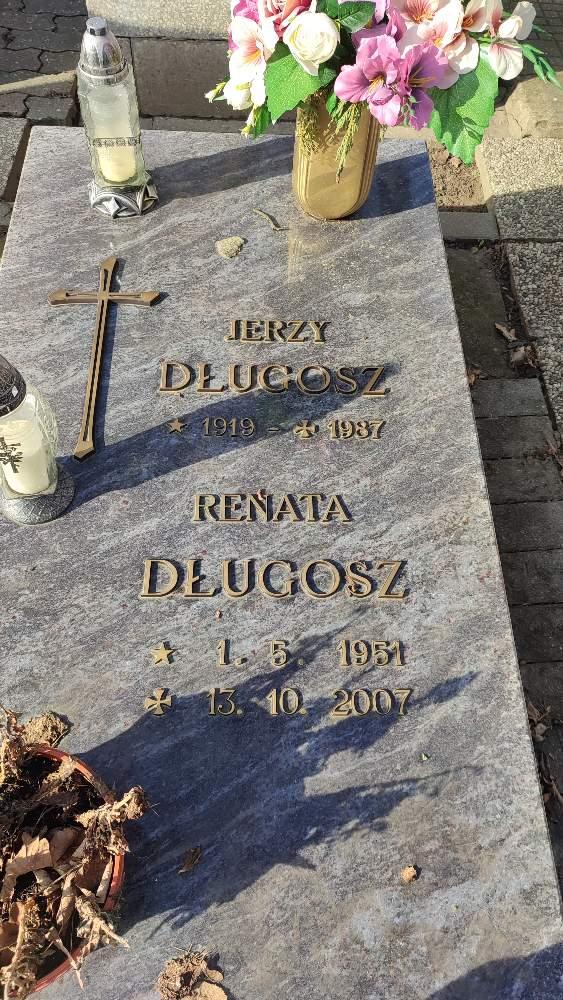 JERZY
DŁUGOSZ
★ 1919 – ✠ 1987
RENATA
DŁUGOSZ
★ 1. 5. 1951
✠ 13. 10. 2007